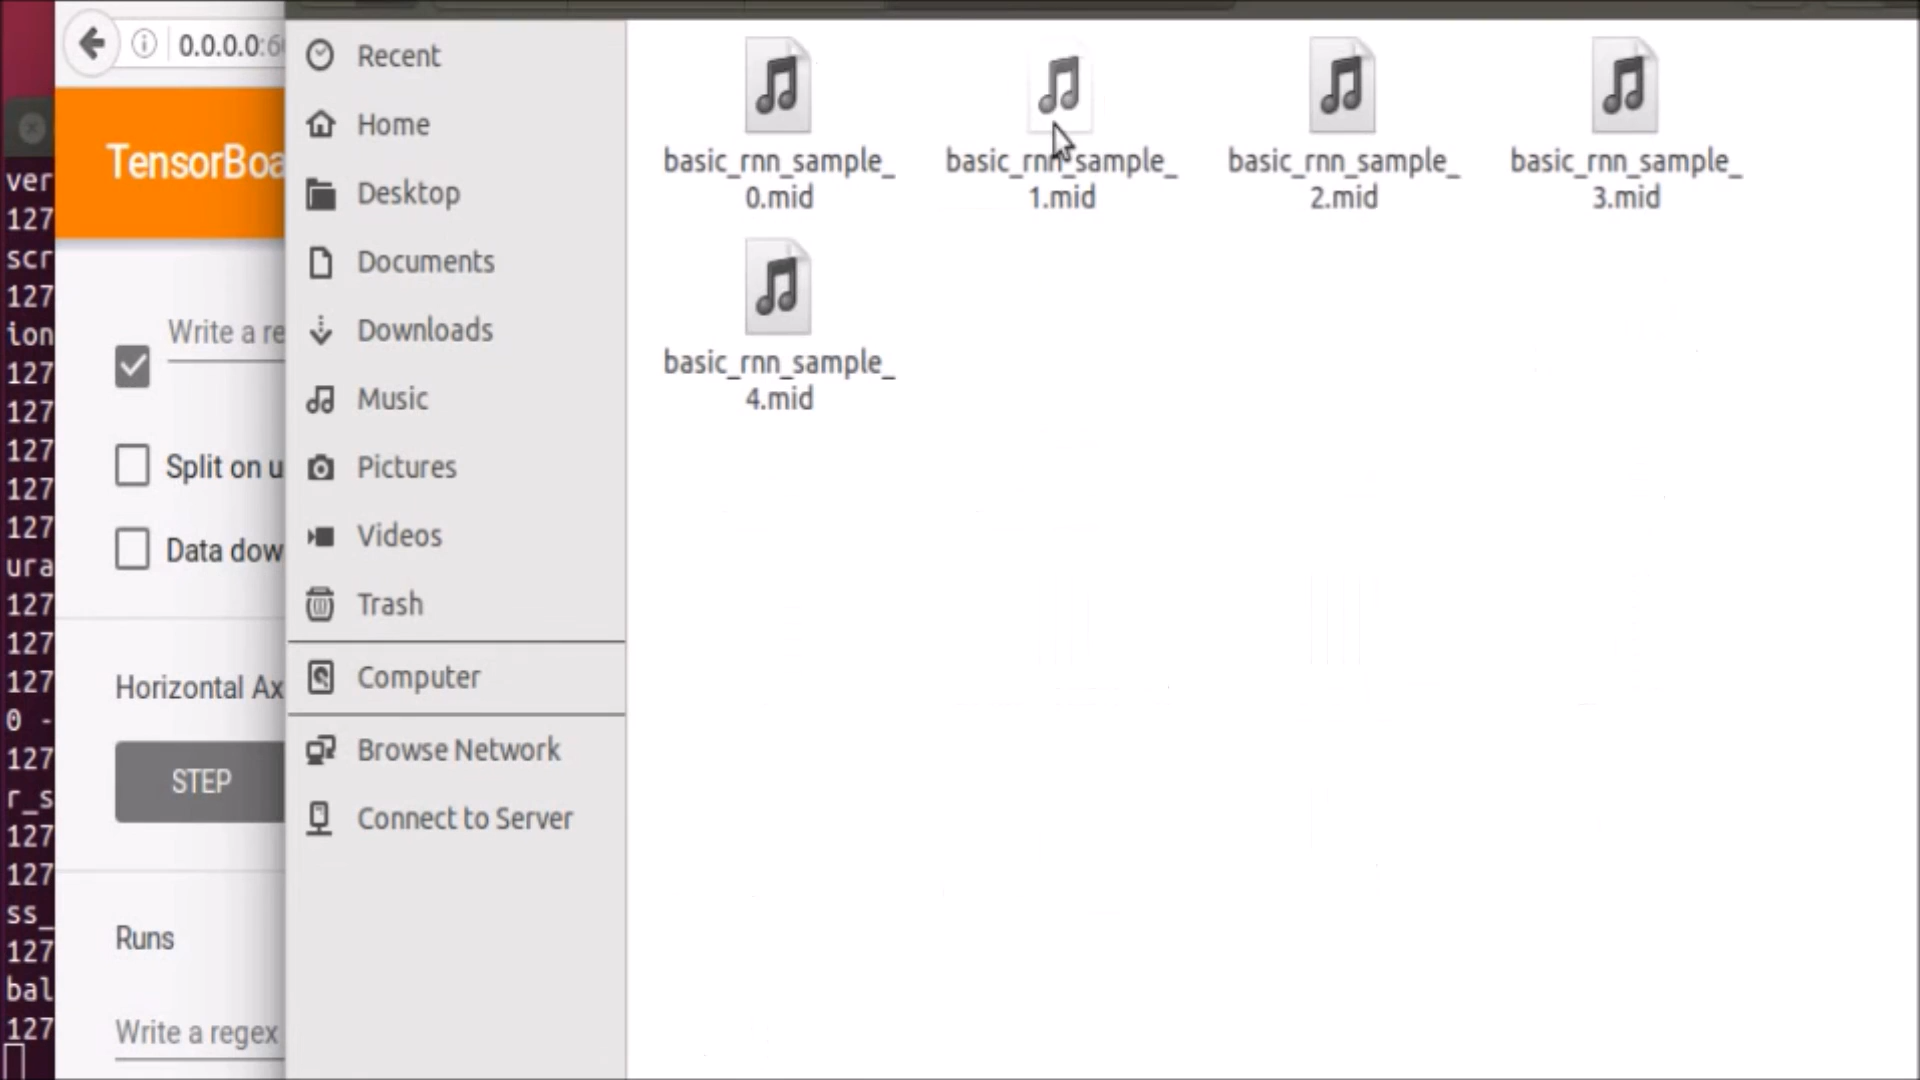 0.0.0.0:6
TensorBoa
Write a re
Split on u
Data dow
Horizontal Ax
STEP
Runs
Write a regex
ver
127
scr
127
ion
127
127
127
127
127
ura
127
127
127
0 -
127
r_s
127
127
ss_
127
bal
127
Recent
Home
Desktop
Documents
Downloads
Music
Pictures
Videos
Trash
Computer
Browse Network
Connect to Server
basic_rnn_sample_
0.mid
basic_rnn_sample_
1.mid
basic_rnn_sample_
2.mid
basic_rnn_sample_
3.mid
basic_rnn_sample_
4.mid